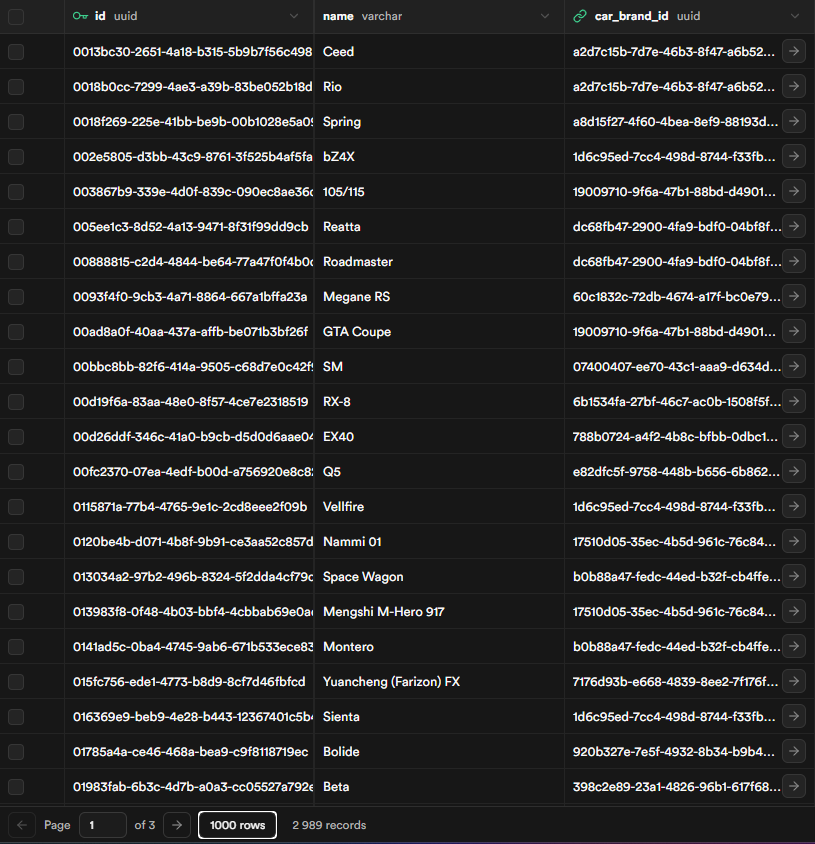 id uuid name varchar car_brand_id uuid
0013bc30-2651-4a18-b315-5b9b7f56c498 Ceed a2d7c15b-7d7e-46b3-8f47-a6b52...
0018b0cc-7299-4ae3-a39b-83be052b18d Rio a2d7c15b-7d7e-46b3-8f47-a6b52...
0018f269-225e-41bb-be9b-00b1028e5a09 Spring a8d15f27-4f60-4bea-8ef9-88193d...
002e5805-d3bb-43c9-8761-3f525b4af5fa bZ4X 1d6c95ed-7cc4-498d-8744-f33fb...
003867b9-339e-4d0f-839c-090ec8ae36c 105/115 19009710-9f6a-47b1-88bd-d4901...
005ee1c3-8d52-4a13-9471-8f31f99dd9cb Reatta dc68fb47-2900-4fa9-bdf0-04bf8f...
00888815-c2d4-4844-be64-77a47f0f4b0c Roadmaster dc68fb47-2900-4fa9-bdf0-04bf8f...
0093f4f0-9cb3-4a71-8864-667a1bffa23a Megane RS 60c1832c-72db-4674-a17f-bc0e79...
00ad8a0f-40aa-437a-affb-be071b3bf26f GTA Coupe 19009710-9f6a-47b1-88bd-d4901...
00bbc8bb-82f6-414a-9505-c68d7e0c42f9 SM 07400407-ee70-43c1-aaa9-d634d...
00d19f6a-83aa-48e0-8f57-4ce7e2318519 RX-8 6b1534fa-27bf-46c7-ac0b-1508f5f...
00d26ddf-346c-41a0-b9cb-d5d0d6aae04 EX40 788b0724-a4f2-4b8c-bfbb-0dbc1...
00fc2370-07ea-4edf-b00d-a756920e8c82 Q5 e82dfc5f-9758-448b-b656-6b862...
0115871a-77b4-4765-9e1c-2cd8eee2f09b Vellfire 1d6c95ed-7cc4-498d-8744-f33fb...
0120be4b-d071-4b8f-9b91-ce3aa52c857d Nammi 01 17510d05-35ec-4b5d-961c-76c84...
013034a2-97b2-496b-8324-5f2dda4cf79c Space Wagon b0b88a47-fedc-44ed-b32f-cb4ffe...
013983f8-0f48-4b03-bbf4-4cbbab69e0a Mengshi M-Hero 917 17510d05-35ec-4b5d-961c-76c84...
0141ad5c-0ba4-4745-9ab6-671b533ece83 Montero b0b88a47-fedc-44ed-b32f-cb4ffe...
015fc756-ede1-4773-b8d9-8cf7d46fbfcd Yuancheng (Farizon) FX 7176d93b-e668-4839-8ee2-7f176f...
016369e9-beb9-4e28-b443-12367401c5b Sienta 1d6c95ed-7cc4-498d-8744-f33fb...
01785a4a-ce46-468a-bea9-c9f8118719ec Bolide 920b327e-7e5f-4932-8b34-b9b4...
01983fab-6b3c-4d7b-a0a3-cc05527a792e Beta 398c2e89-23a1-4826-96b1-617f68...
Page 1 of 3 1000 rows 2 989 records